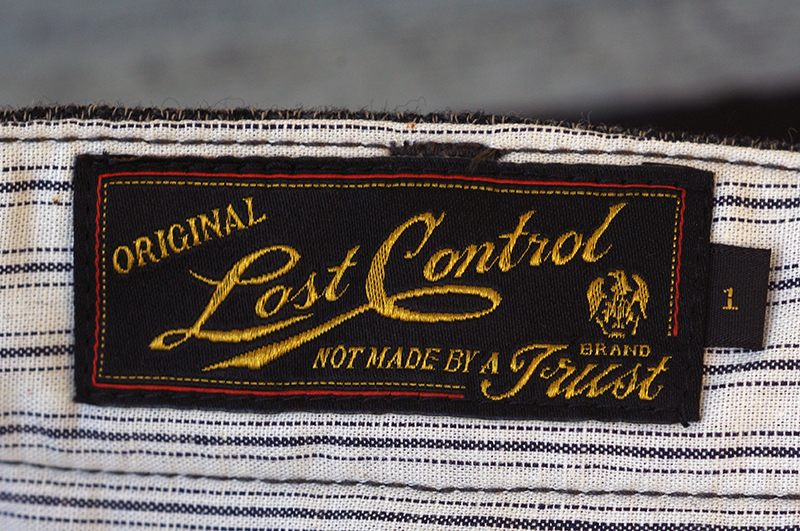 ORIGINAL
Lost Control
BRAND
NOT MADE BY A Trust
1